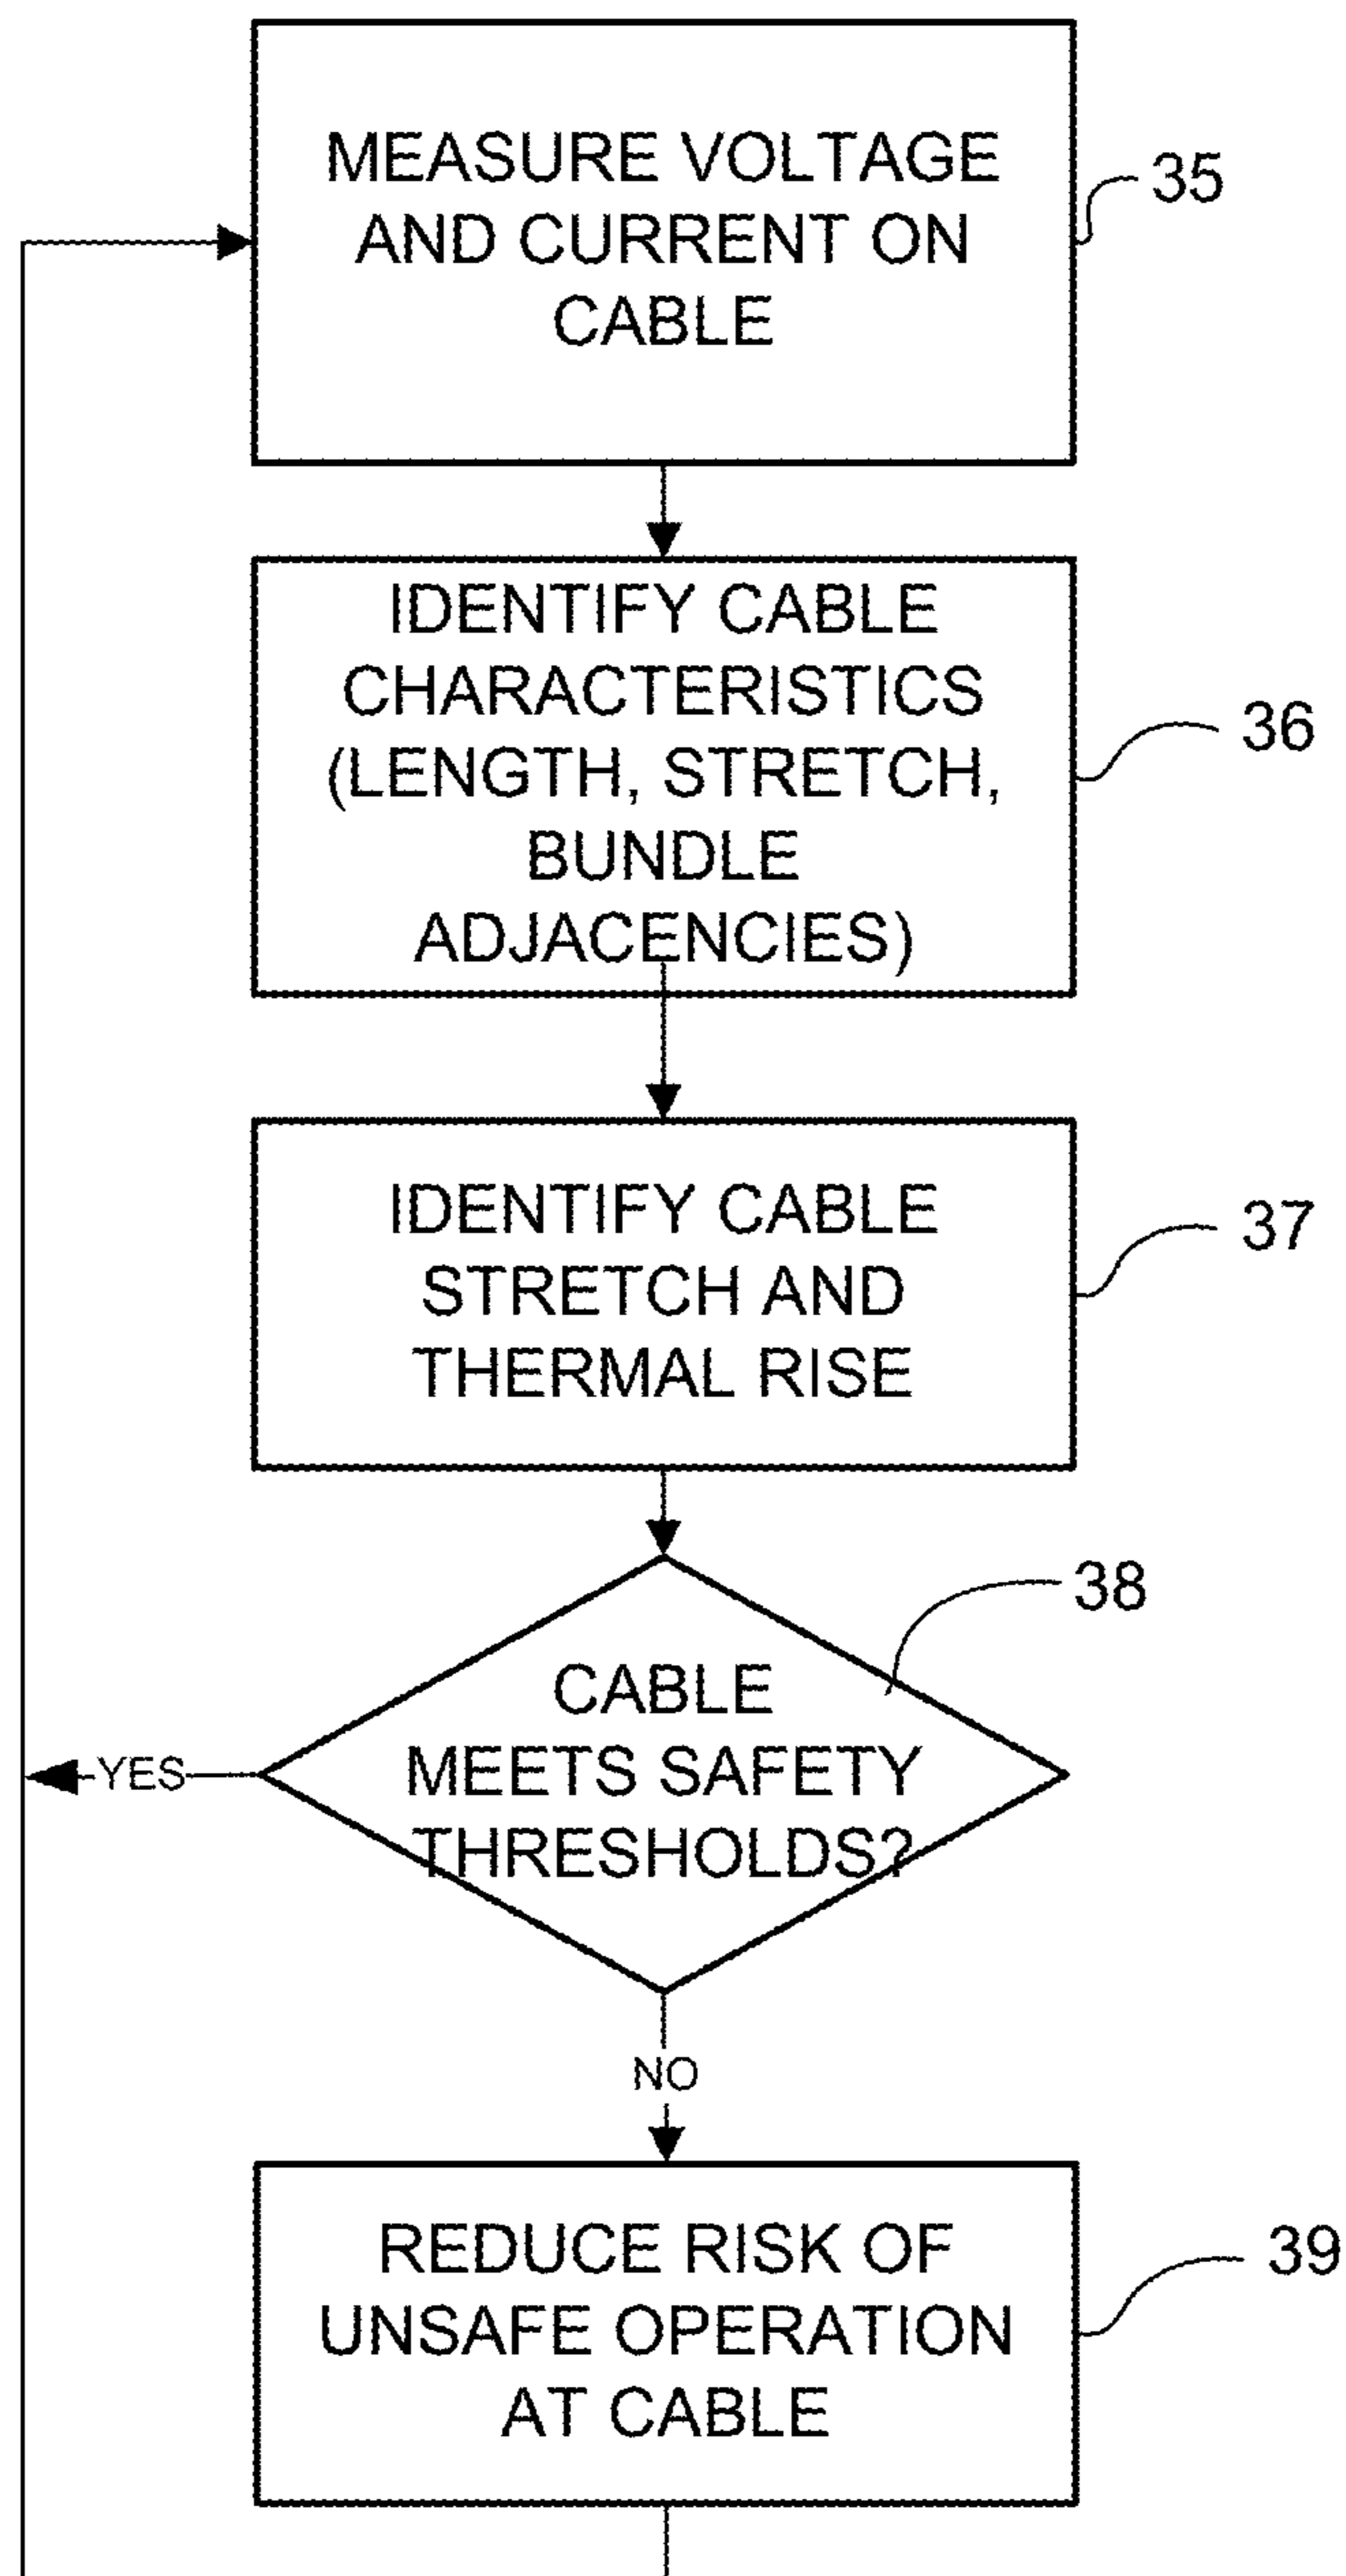 MEASURE VOLTAGE
AND CURRENT ON
CABLE
35
IDENTIFY CABLE
CHARACTERISTICS
(LENGTH, STRETCH,
BUNDLE
ADJACENCIES)
36
IDENTIFY CABLE
STRETCH AND
THERMAL RISE
37
38
CABLE
MEETS SAFETY
THRESHOLDS?
YES
NO
REDUCE RISK OF
UNSAFE OPERATION
AT CABLE
39